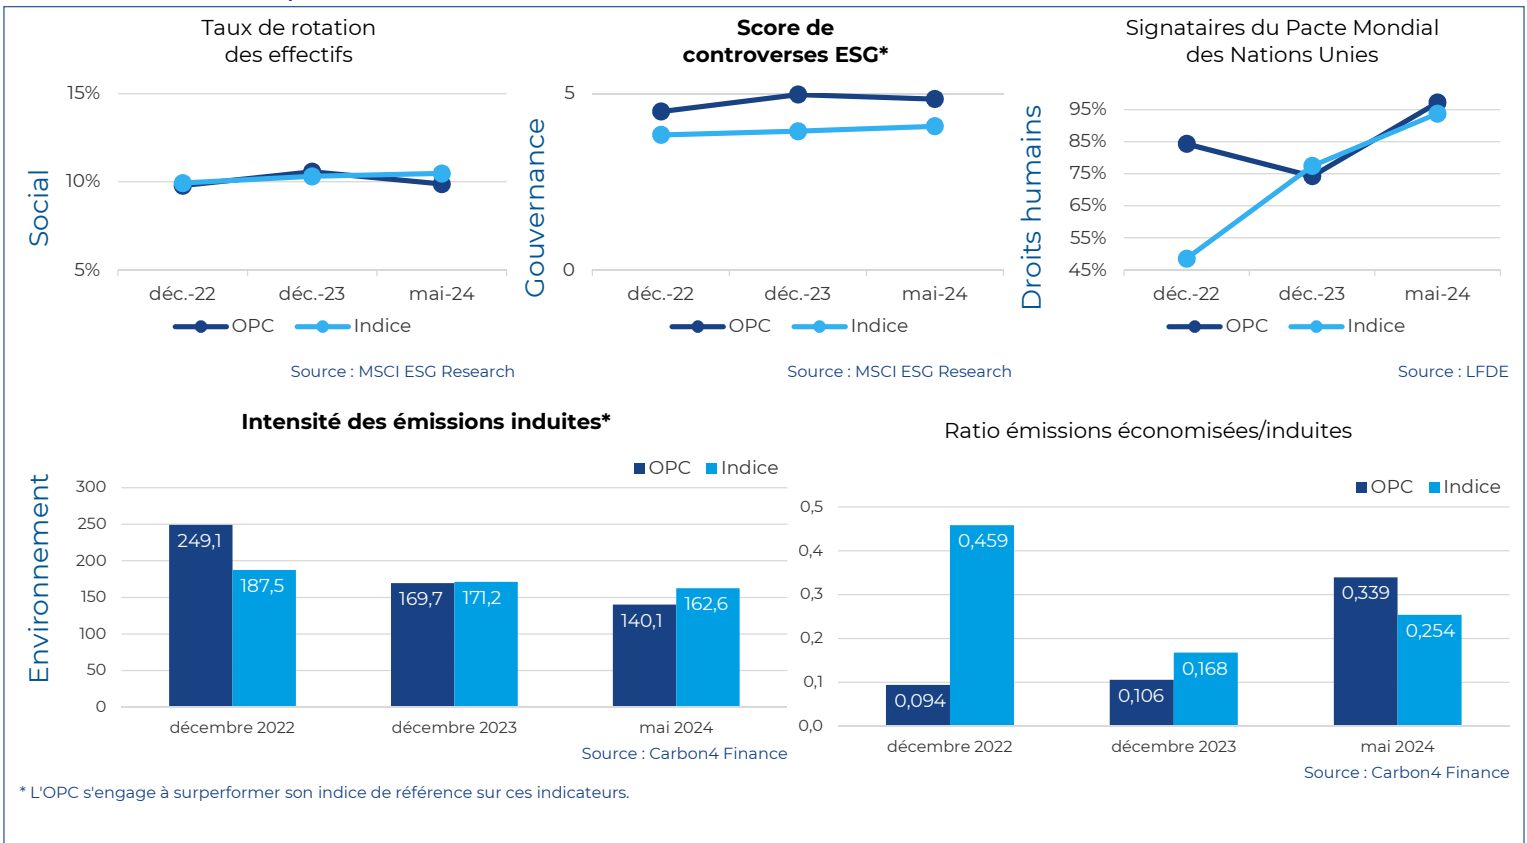 Taux de rotation
des effectifs
15%
10%
5%
Social
déc.-22 déc.-23 mai-24
OPC Indice
Source : MSCI ESG Research
Score de
controverses ESG*
5
0
Gouvernance
déc.-22 déc.-23 mai-24
OPC Indice
Source : MSCI ESG Research
Signataires du Pacte Mondial
des Nations Unies
95%
85%
75%
65%
55%
45%
Droits humains
déc.-22 déc.-23 mai-24
OPC Indice
Source : LFDE
Intensité des émissions induites*
OPC Indice
Environnement
300
250
200
150
100
50
0
249,1 187,5 169,7 171,2 140,1 162,6
décembre 2022 décembre 2023 mai 2024
Source : Carbon4 Finance
Ratio émissions économisées/induites
OPC Indice
0,5
0,4
0,3
0,2
0,1
0,0
0,094 0,459 0,106 0,168 0,339 0,254
décembre 2022 décembre 2023 mai 2024
Source : Carbon4 Finance
* L'OPC s'engage à surperformer son indice de référence sur ces indicateurs.